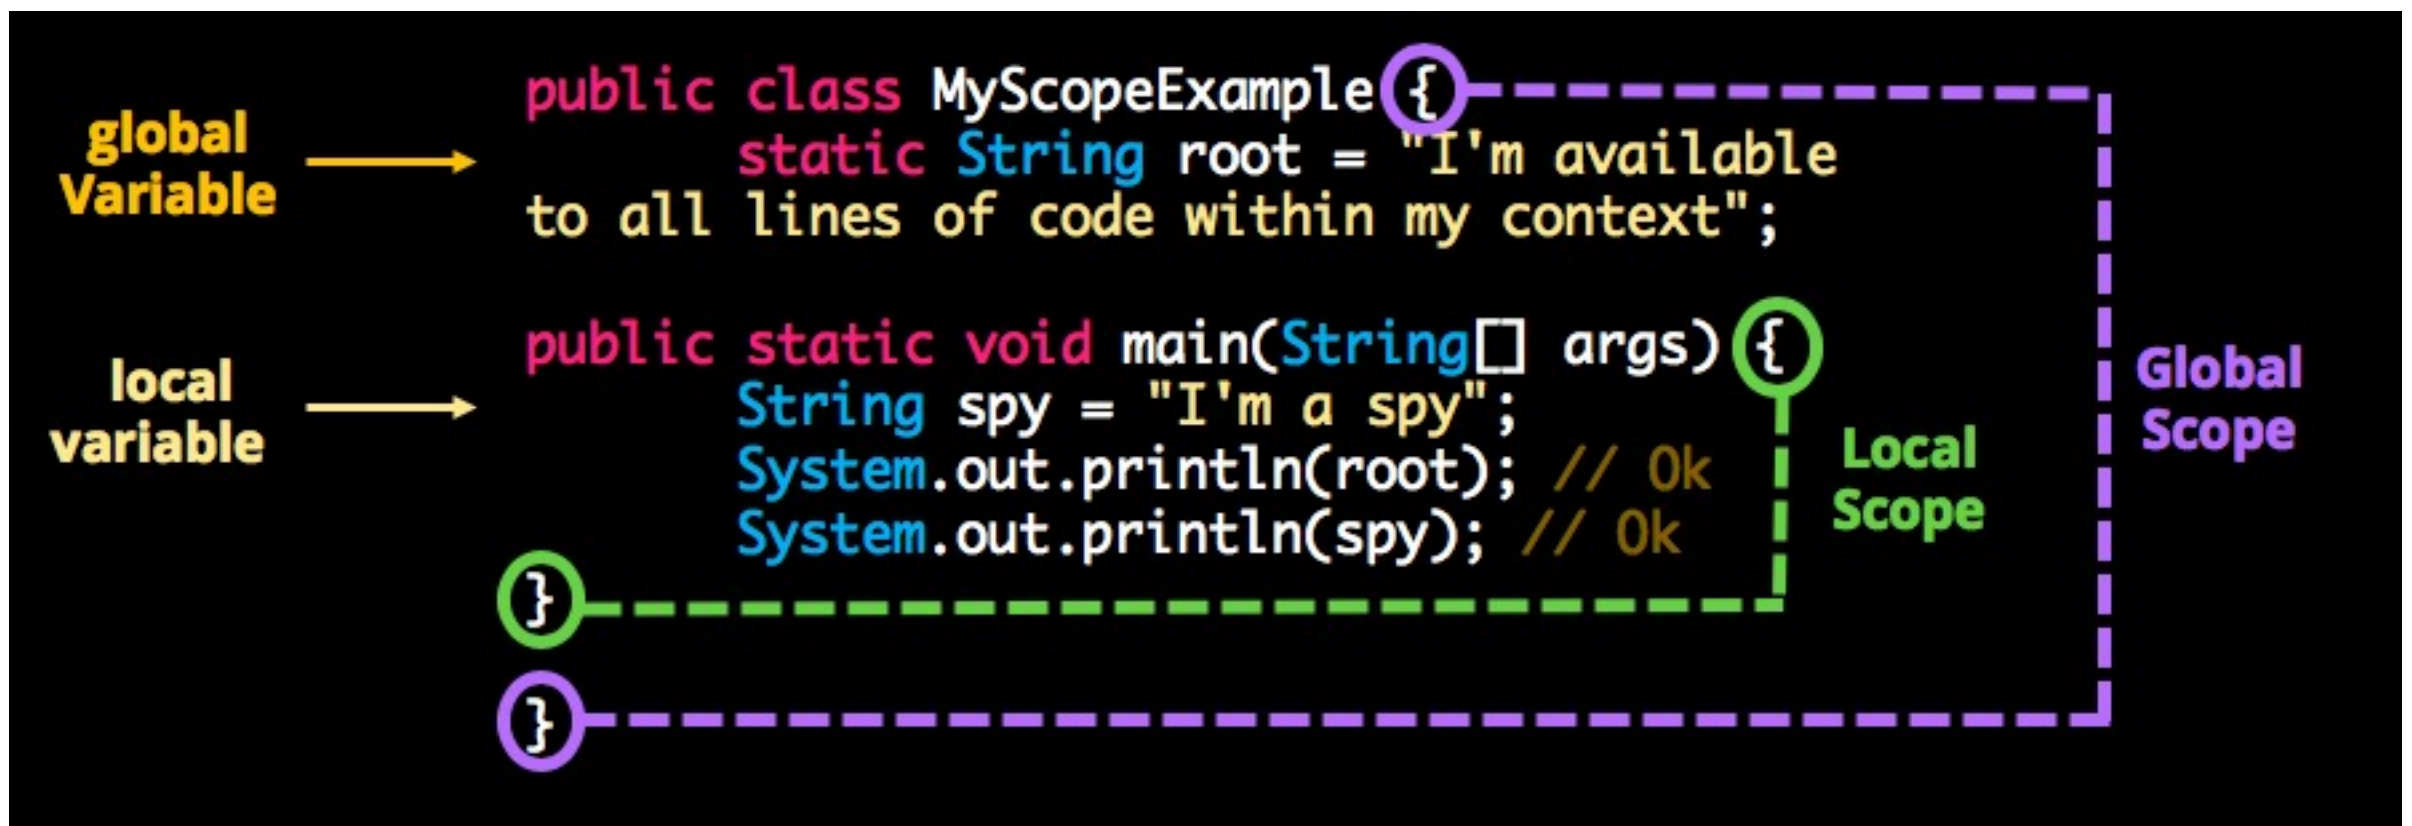 global
Variable
public class MyScopeExample {
static String root = "I'm available
to all lines of code within my context";
local
variable
public static void main(String[] args) {
String spy = "I'm a spy";
System.out.println(root); // Ok
System.out.println(spy); // Ok
}
}
Local
Scope
Global
Scope